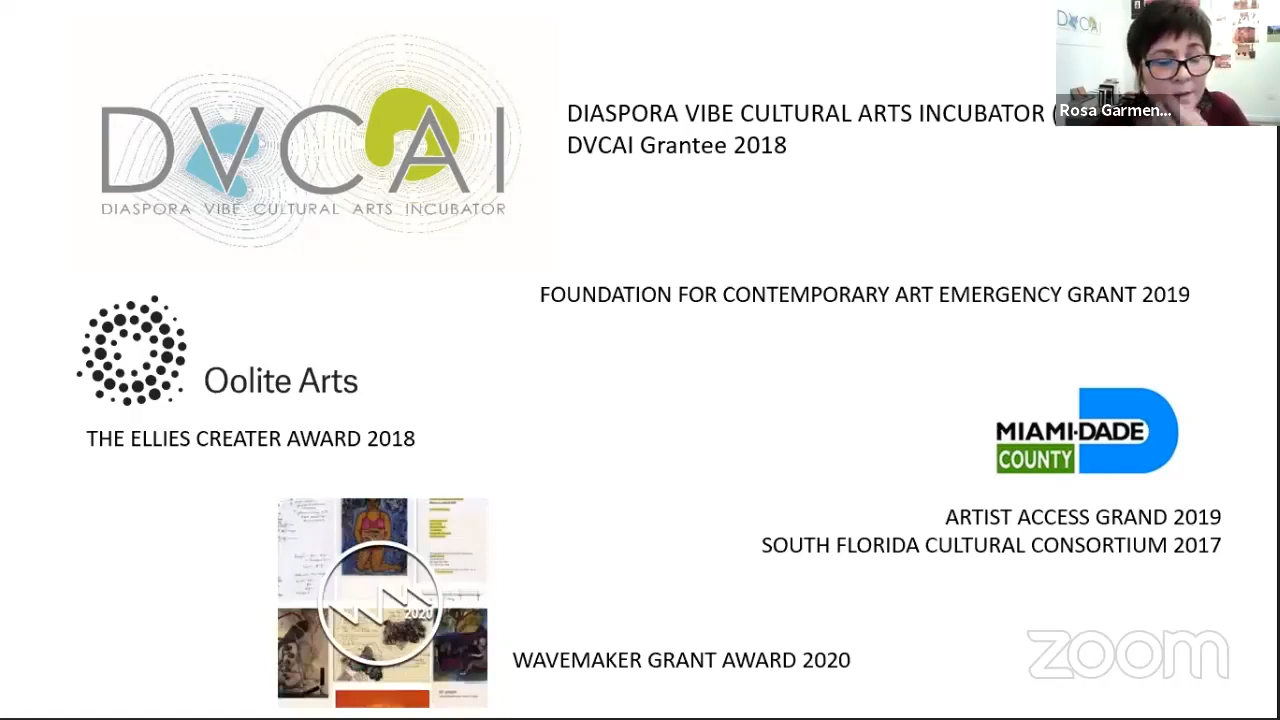 DVCAI
DIASPORA VIBE CULTURAL ARTS INCUBATOR
DIASPORA VIBE CULTURAL ARTS INCUBATOR (
DVCAI Grantee 2018
DVCAI
Rosa Garmen...
FOUNDATION FOR CONTEMPORARY ART EMERGENCY GRANT 2019
Oolite Arts
THE ELLIES CREATER AWARD 2018
MIAMI-DADE
COUNTY
ARTIST ACCESS GRAND 2019
SOUTH FLORIDA CULTURAL CONSORTIUM 2017
2020
WAVEMAKER GRANT AWARD 2020
zoom